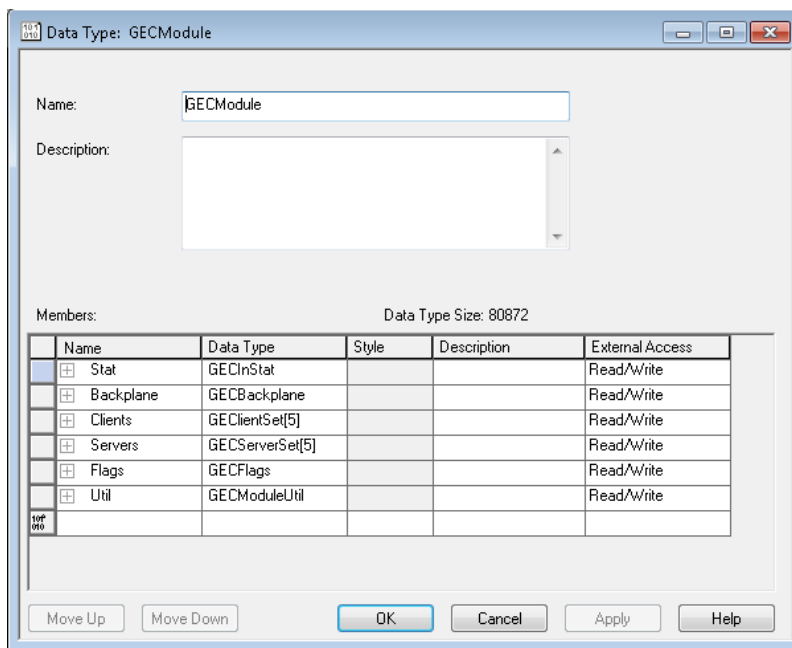 Data Type: GECModule
Name: GECModule
Description:
Members: Data Type Size: 80872
Name Data Type Style Description External Access
Stat GECInStat Read/Write
Backplane GECBackplane Read/Write
Clients GEClientSet[5] Read/Write
Servers GECServerSet[5] Read/Write
Flags GECFlags Read/Write
Util GECModuleUtil Read/Write
Move Up Move Down OK Cancel Apply Help